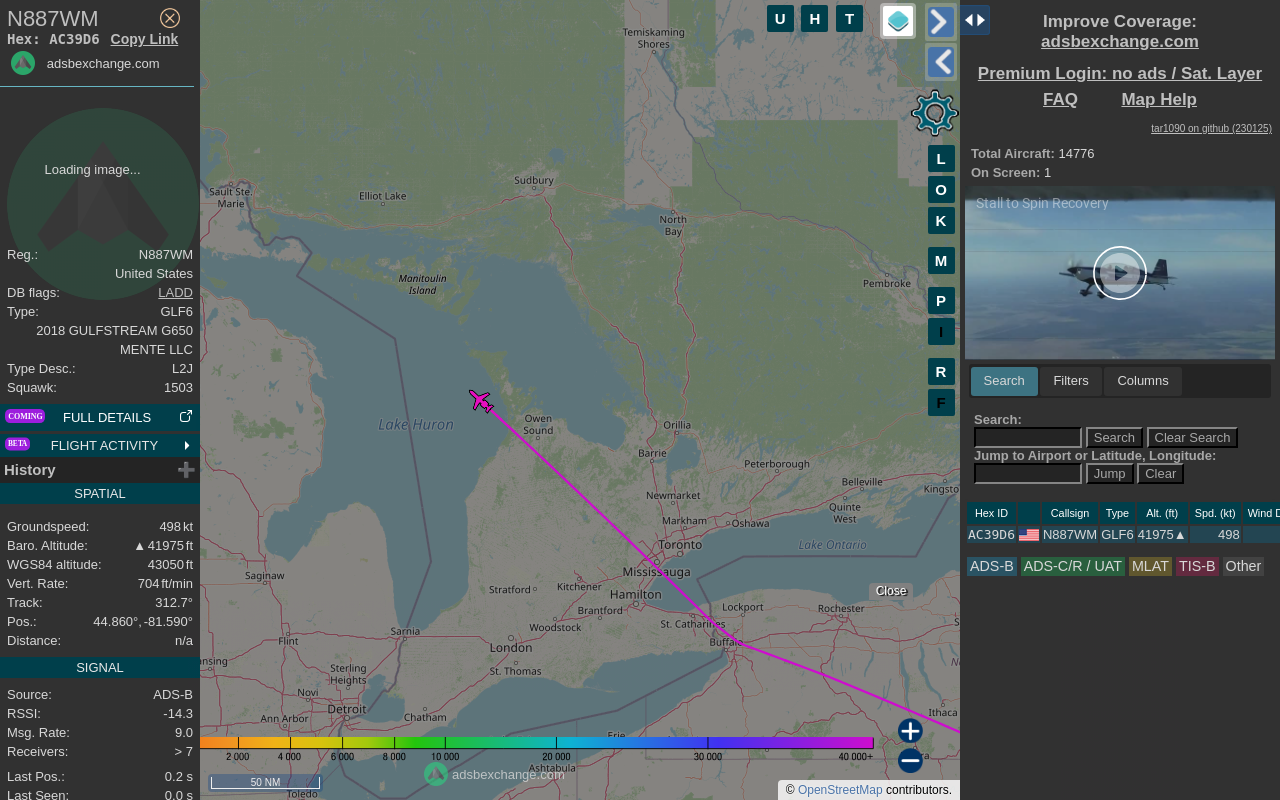 N887WM
Hex: AC39D6 Copy Link
adsbexchange.com
Loading image...
Reg.: N887WM
United States
DB flags: LADD
Type: GLF6
2018 GULFSTREAM G650
MENTE LLC
Type Desc.: L2J
Squawk: 1503
COMING FULL DETAILS
BETA FLIGHT ACTIVITY
History
SPATIAL
Groundspeed: 498 kt
Baro. Altitude: ▲ 41975 ft
WGS84 altitude: 43050 ft
Vert. Rate: 704 ft/min
Track: 312.7°
Pos.: 44.860°, -81.590°
Distance: n/a
SIGNAL
Source: ADS-B
RSSI: -14.3
Msg. Rate: 9.0
Receivers: > 7
Last Pos.: 0.2 s
Last Seen: 0.0 s
U H T
L
O
K
M
P
I
R
F
Temiskaming
Shores
Sault Ste.
Marie
Elliot Lake
Sudbury
North
Bay
Manitoulin
Island
Pembroke
Lake Huron
Owen
Sound
Orillia
Barrie
Peterborough
Belleville
Kingsto
Newmarket
Quinte
West
Markham
Oshawa
Toronto
Lake Ontario
Mississauga
Saginaw
Stratford
Kitchener
Hamilton
Brantford
Lockport
Rochester
St. Catharines
Woodstock
Buffalo
Flint
Sarnia
London
ansing
Sterling
Heights
St. Thomas
Novi
Detroit
Ann Arbor
Chatham
Ithaca
Erie
Ashtabula
Toledo
Close
2 000 4 000 6 000 8 000 10 000 20 000 30 000 40 000+
adsbexchange.com
50 NM
© OpenStreetMap contributors.
Improve Coverage:
adsbexchange.com
Premium Login: no ads / Sat. Layer
FAQ Map Help
tar1090 on github (230125)
Total Aircraft: 14776
On Screen: 1
Stall to Spin Recovery
Search Filters Columns
Search:
Search Clear Search
Jump to Airport or Latitude, Longitude:
Jump Clear
Hex ID Callsign Type Alt. (ft) Spd. (kt) Wind D
AC39D6 N887WM GLF6 41975▲ 498
ADS-B ADS-C/R / UAT MLAT TIS-B Other